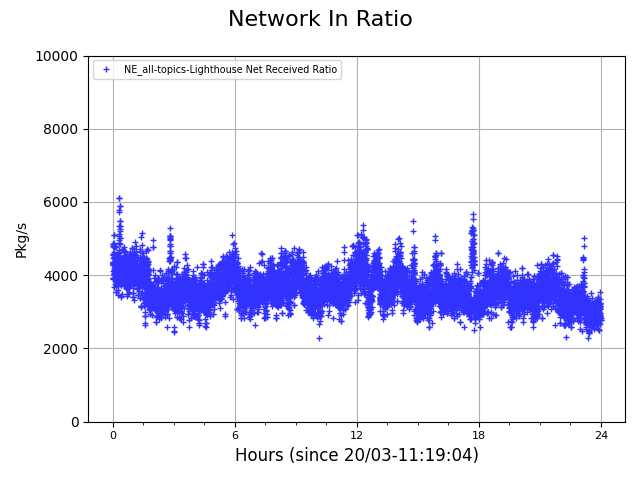 Network In Ratio
10000
NE_all-topics-Lighthouse Net Received Ratio
8000
6000
Pkg/s
4000
2000
0
0 6 12 18 24
Hours (since 20/03-11:19:04)